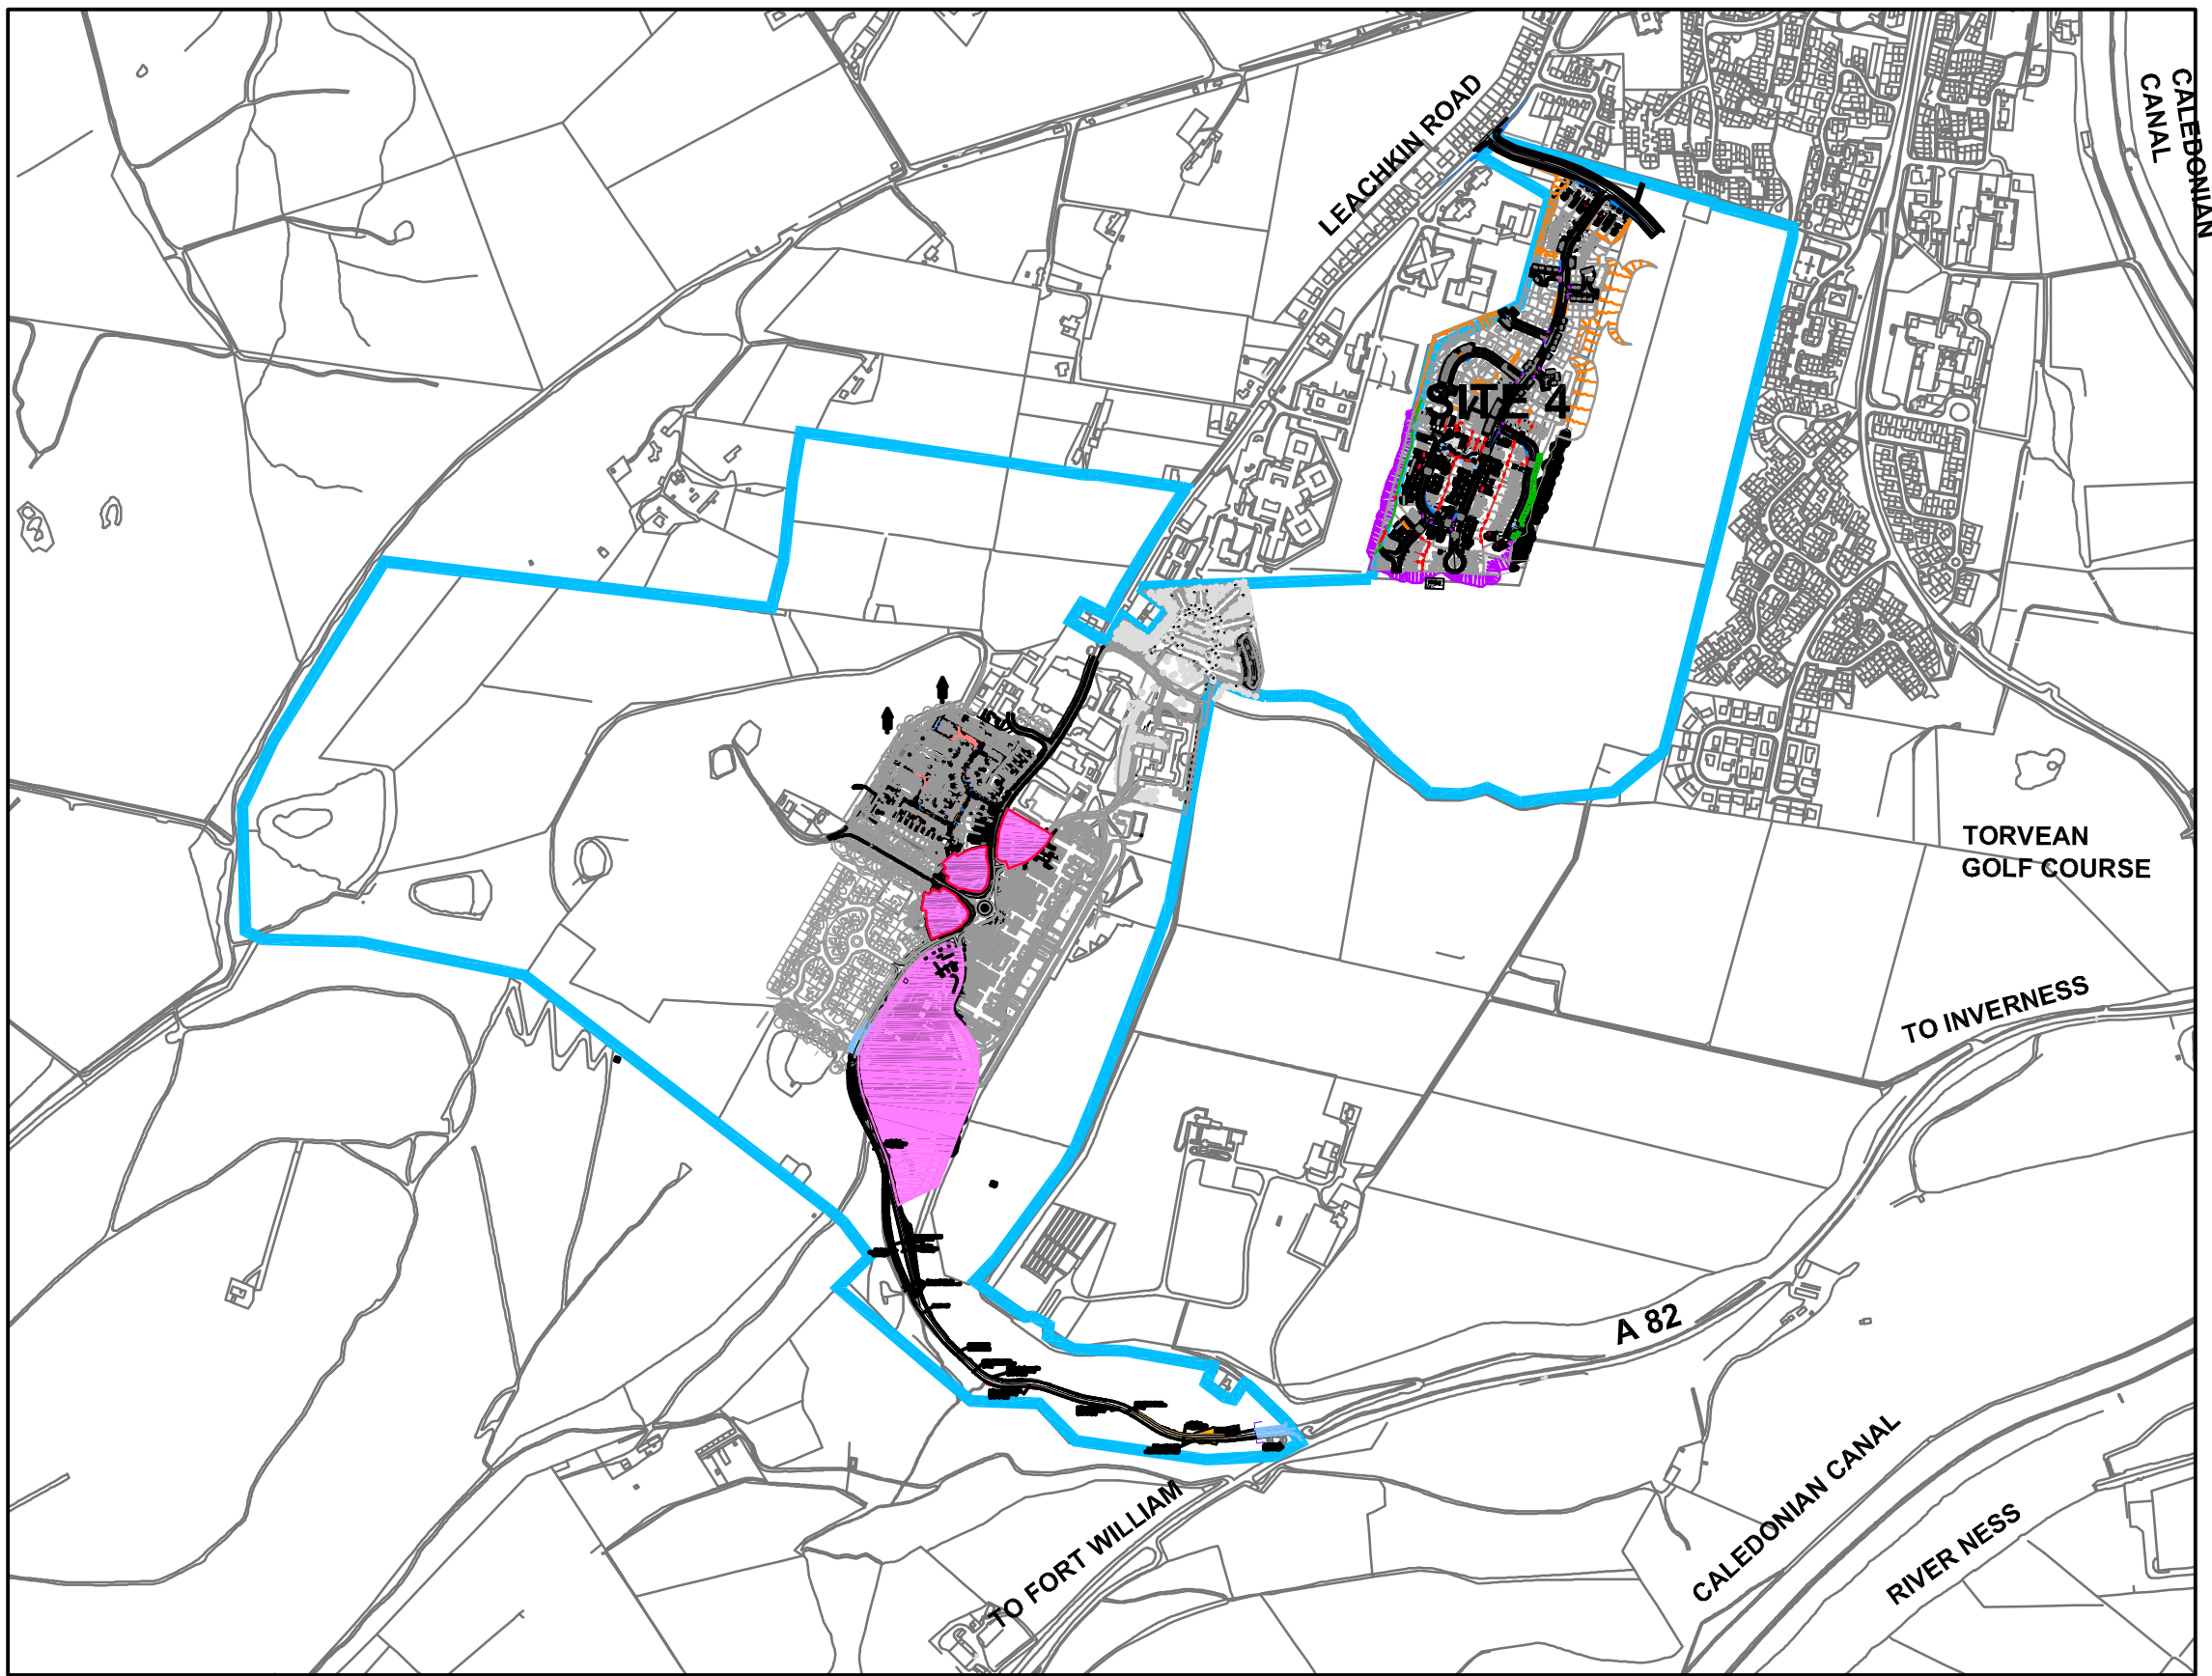 CALEDONIAN
CANAL
LEACHKIN ROAD
SITE 4
TORVEAN
GOLF COURSE
TO INVERNESS
A 82
CALEDONIAN CANAL
RIVER NESS
TO FORT WILLIAM